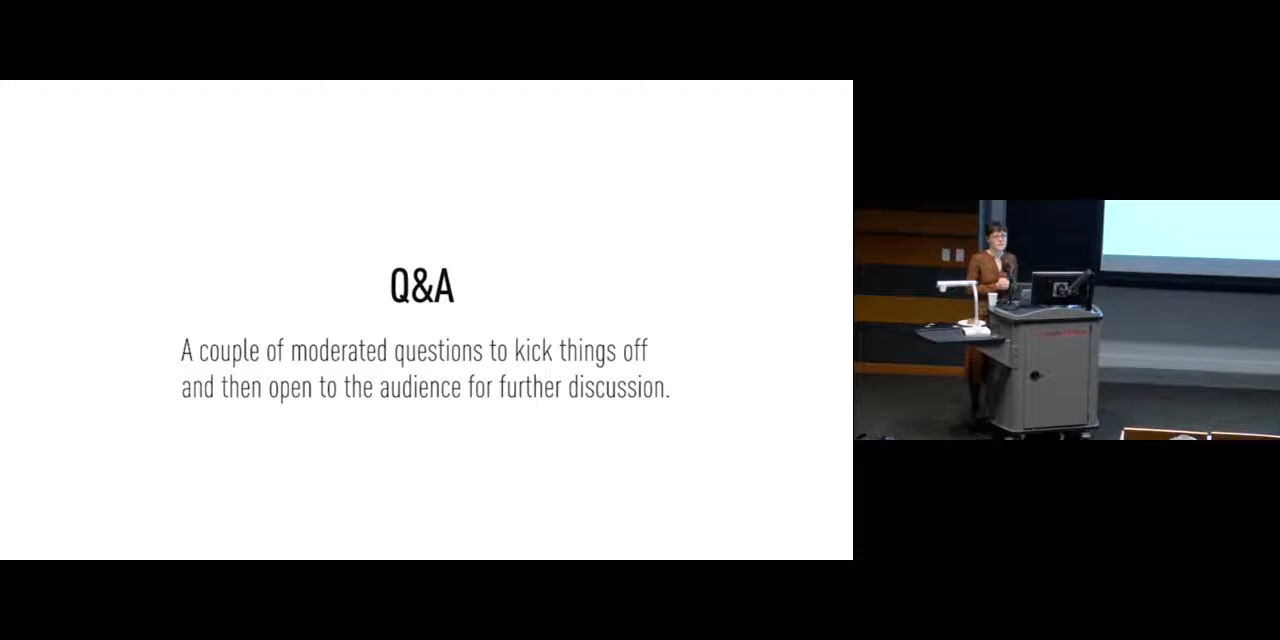 Q&A
A couple of moderated questions to kick things off
and then open to the audience for further discussion.